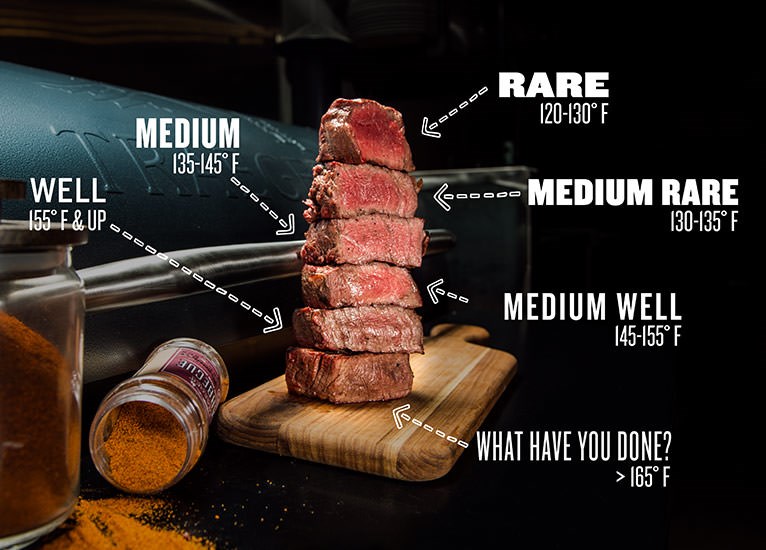 RARE
120-130° F
MEDIUM
135-145° F
WELL
155° F & UP
MEDIUM RARE
130-135° F
MEDIUM WELL
145-155° F
WHAT HAVE YOU DONE?
> 165° F